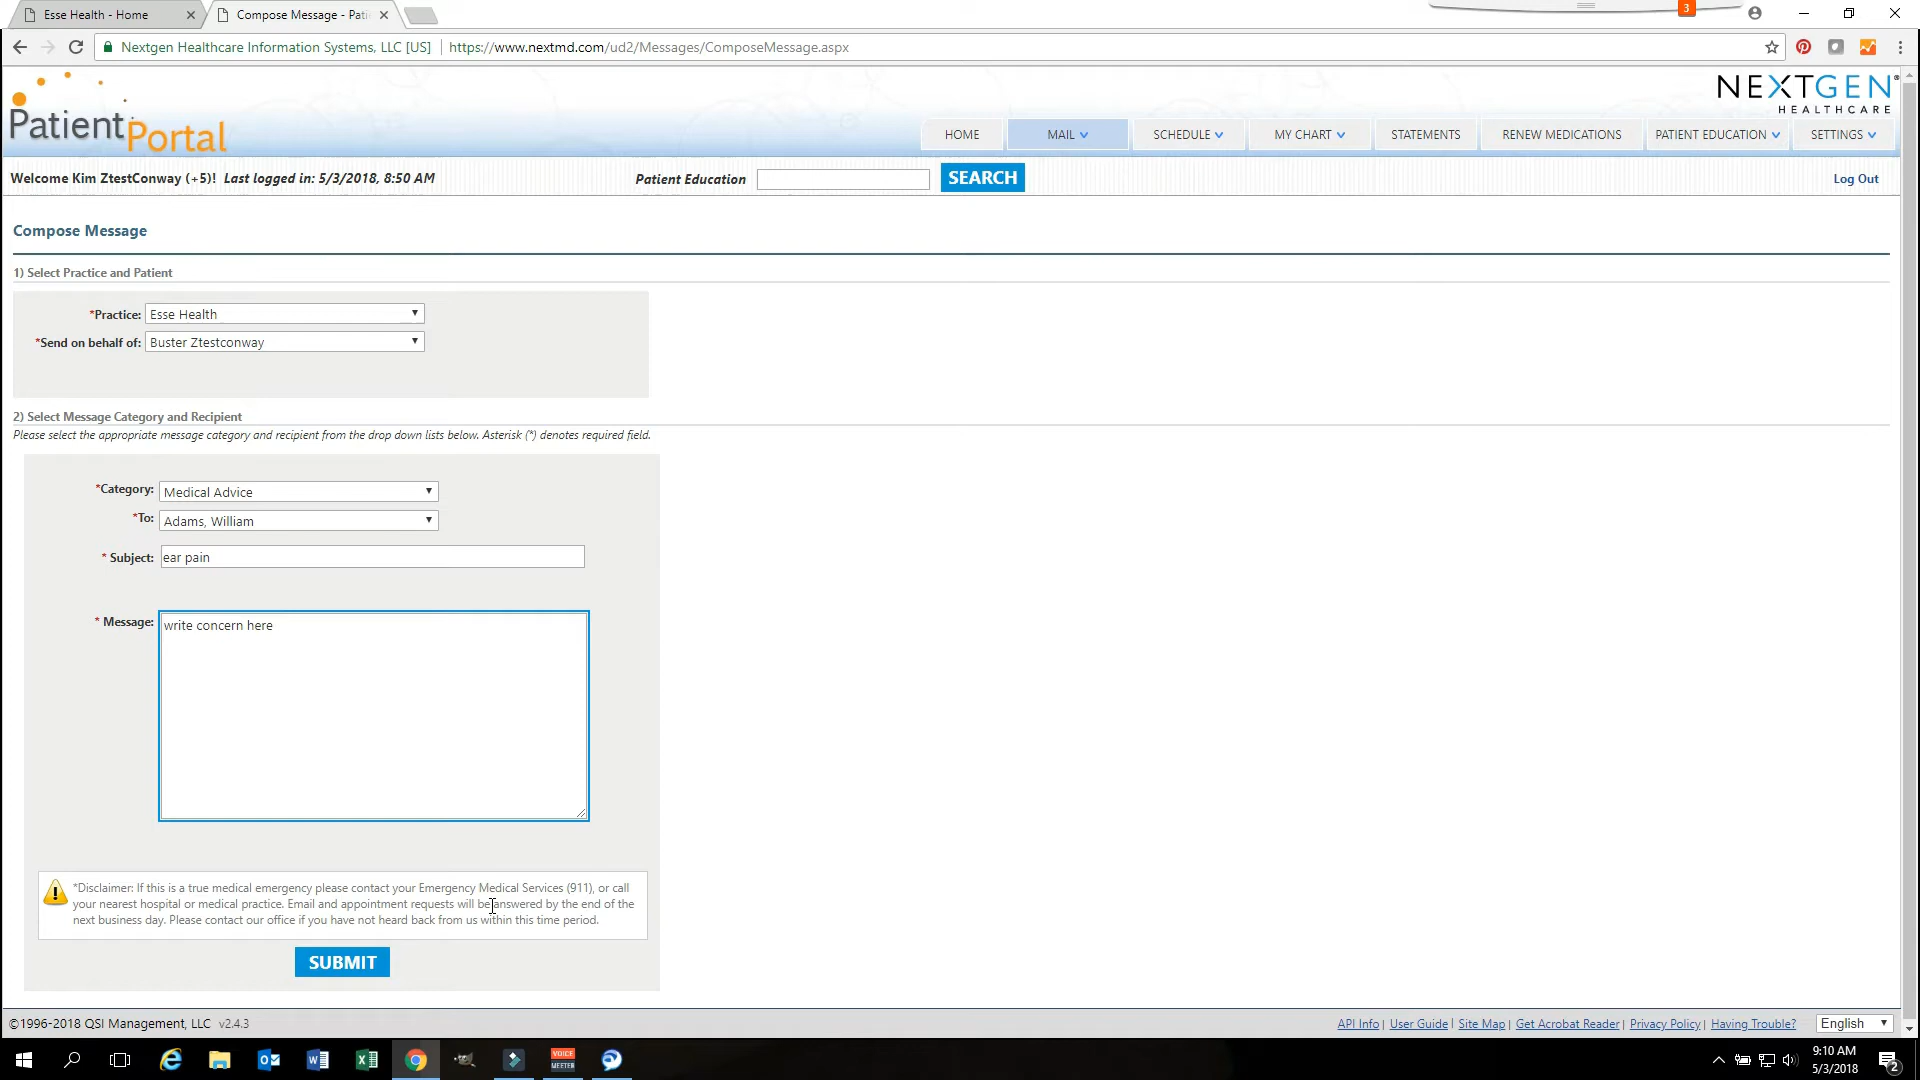 Esse Health - Home
Compose Message - Pati
3
Nextgen Healthcare Information Systems, LLC [US]
https://www.nextmd.com/ud2/Messages/ComposeMessage.aspx
Patient Portal
NEXTGEN®
HEALTHCARE
HOME
MAIL
SCHEDULE
MY CHART
STATEMENTS
RENEW MEDICATIONS
PATIENT EDUCATION
SETTINGS
Welcome Kim ZtestConway (+5)! Last logged in: 5/3/2018, 8:50 AM
Patient Education
SEARCH
Log Out
Compose Message
1) Select Practice and Patient
*Practice: Esse Health
*Send on behalf of: Buster Ztestconway
2) Select Message Category and Recipient
Please select the appropriate message category and recipient from the drop down lists below. Asterisk (*) denotes required field.
*Category: Medical Advice
*To: Adams, William
* Subject: ear pain
* Message: write concern here
*Disclaimer: If this is a true medical emergency please contact your Emergency Medical Services (911), or call
your nearest hospital or medical practice. Email and appointment requests will be answered by the end of the
next business day. Please contact our office if you have not heard back from us within this time period.
SUBMIT
©1996-2018 QSI Management, LLC v2.4.3
API Info | User Guide | Site Map | Get Acrobat Reader | Privacy Policy | Having Trouble?
English
VOICE
MEETER
9:10 AM
5/3/2018
2